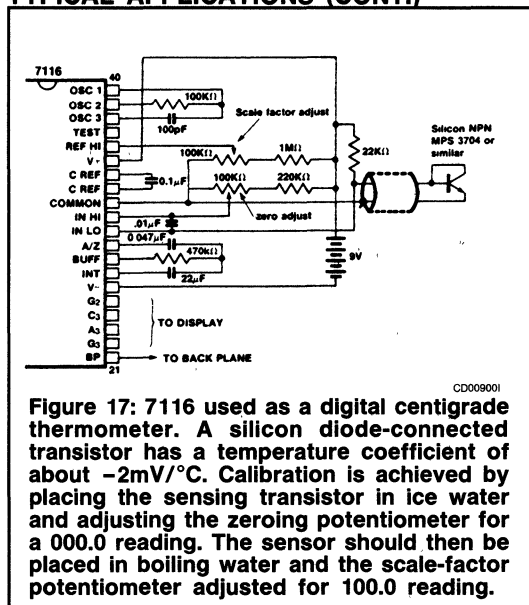 TYPICAL APPLICATIONS (CONT.)
7116
40
OSC 1
OSC 2
OSC 3
TEST
REF HI
V+
C REF
C REF
COMMON
IN HI
IN LO
A/Z
BUFF
INT
V−
G2
C3
A3
G3
BP
21
100KΩ
100pF
Scale factor adjust
100KΩ
1MΩ
0.1μF
100KΩ
220KΩ
zero adjust
.01μF
0 047μF
470kΩ
22μF
22KΩ
9V
Silicon NPN
MPS 3704 or
similar
TO DISPLAY
TO BACK PLANE
CD00900I
Figure 17: 7116 used as a digital centigrade
thermometer. A silicon diode-connected
transistor has a temperature coefficient of
about −2mV/°C. Calibration is achieved by
placing the sensing transistor in ice water
and adjusting the zeroing potentiometer for
a 000.0 reading. The sensor should then be
placed in boiling water and the scale-factor
potentiometer adjusted for 100.0 reading.